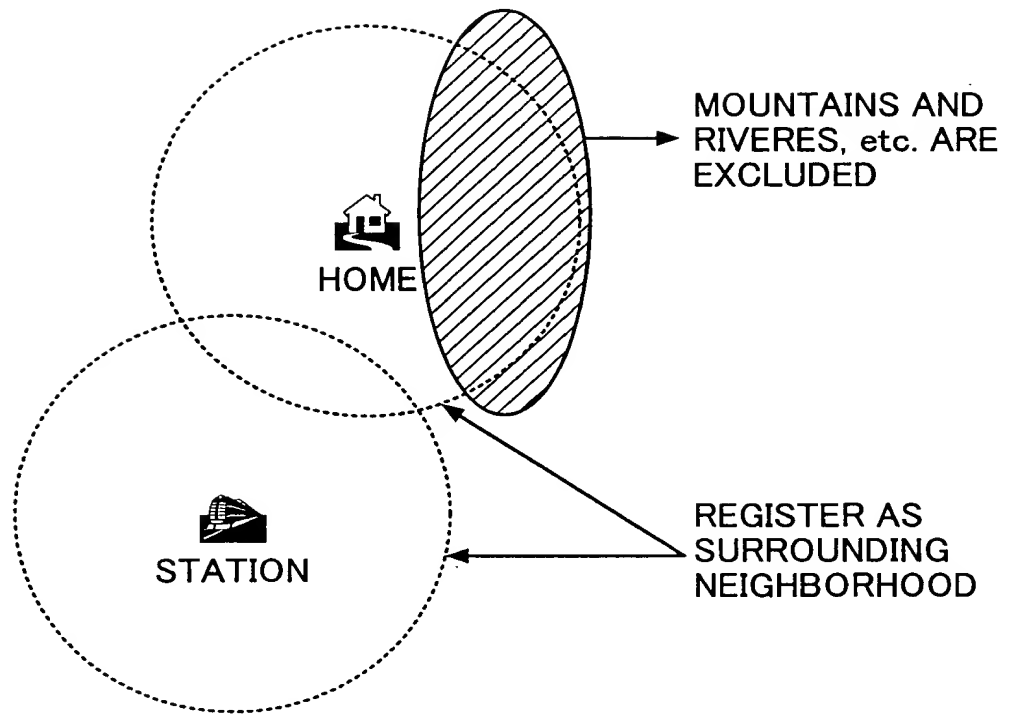 MOUNTAINS AND
RIVERES, etc. ARE
EXCLUDED
HOME
REGISTER AS
SURROUNDING
NEIGHBORHOOD
STATION